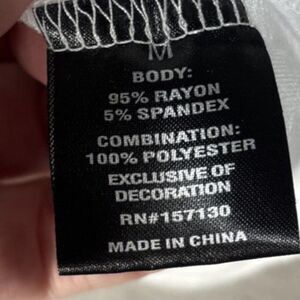 M
BODY:
95% RAYON
5% SPANDEX
COMBINATION:
100% POLYESTER
EXCLUSIVE OF
DECORATION
RN#157130
MADE IN CHINA